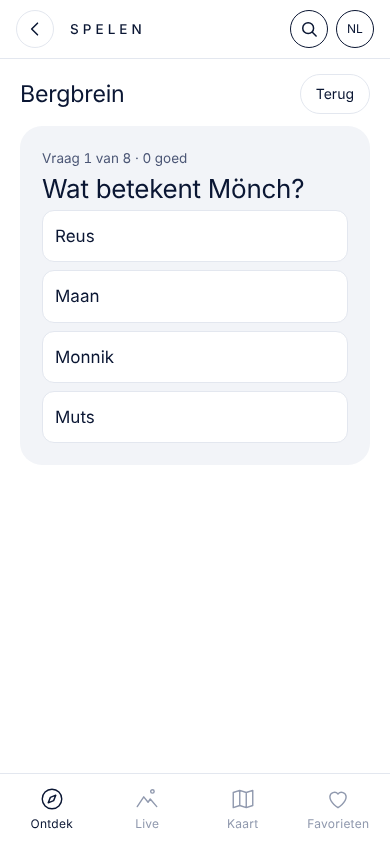 SPELEN
NL
Bergbrein
Terug
Vraag 1 van 8 · 0 goed
Wat betekent Mönch?
Reus
Maan
Monnik
Muts
Ontdek
Live
Kaart
Favorieten